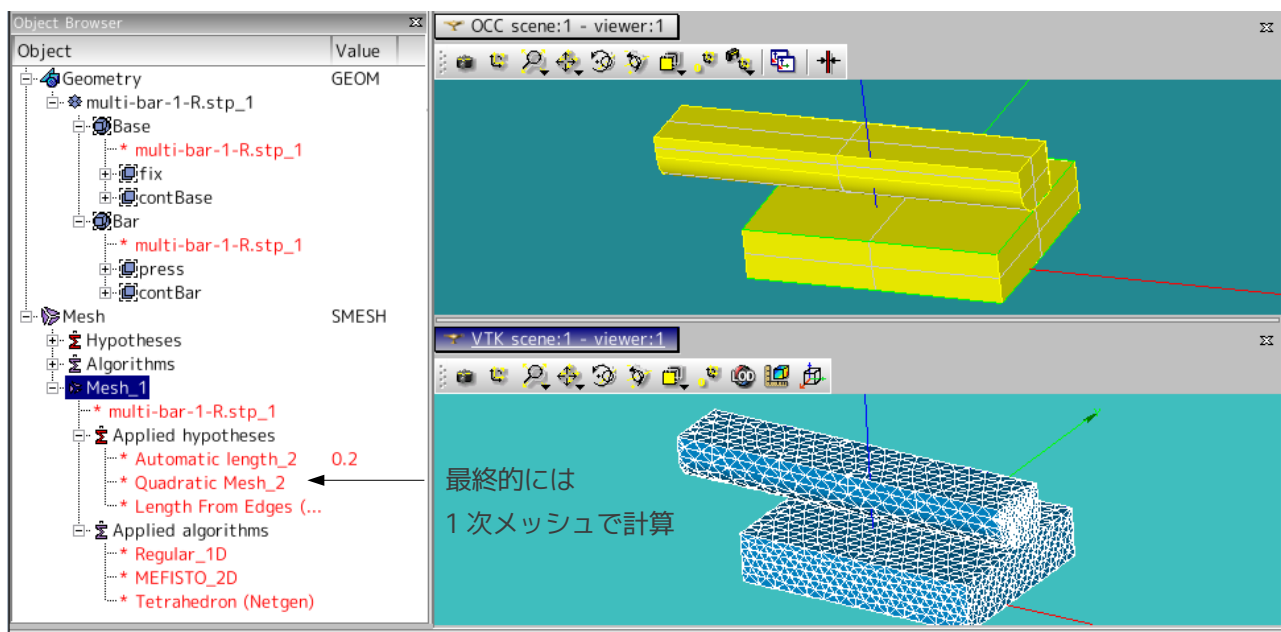 Object Browser
Object Value
Geometry GEOM
multi-bar-1-R.stp_1
Base
* multi-bar-1-R.stp_1
fix
contBase
Bar
* multi-bar-1-R.stp_1
press
contBar
Mesh SMESH
Hypotheses
Algorithms
Mesh_1
* multi-bar-1-R.stp_1
Applied hypotheses
* Automatic length_2 0.2
* Quadratic Mesh_2
* Length From Edges (...
Applied algorithms
* Regular_1D
* MEFISTO_2D
* Tetrahedron (Netgen)
OCC scene:1 - viewer:1
VTK scene:1 - viewer:1
LOD
最終的には
１次メッシュで計算